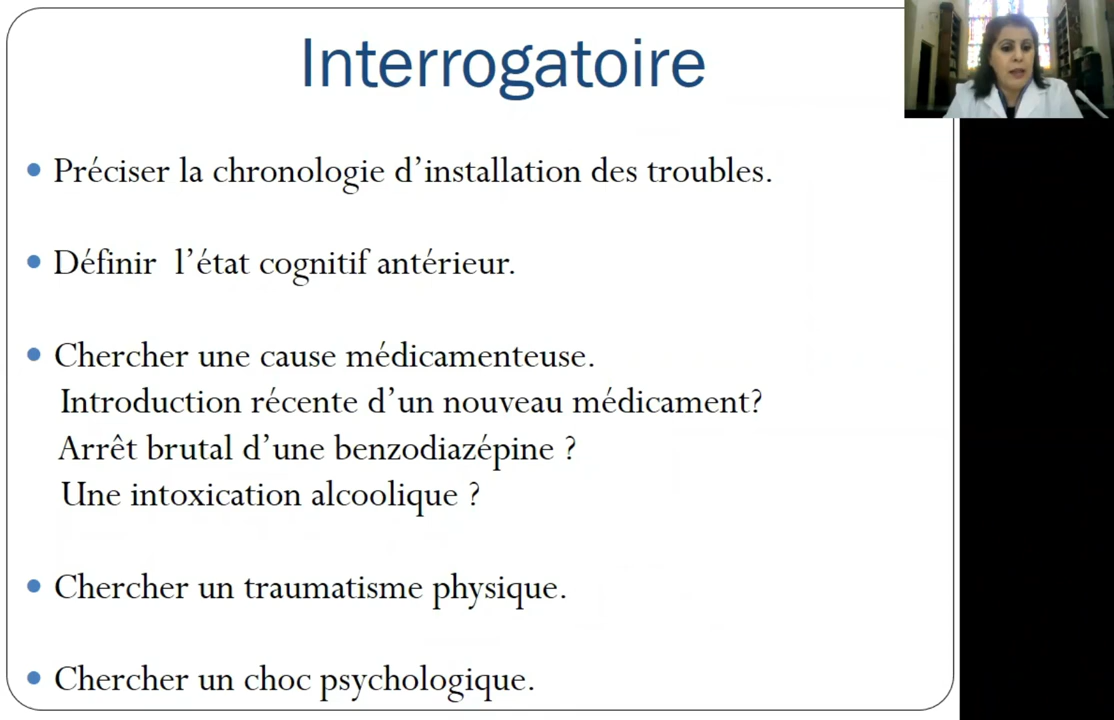 Interrogatoire
• Préciser la chronologie d’installation des troubles.
• Définir l’état cognitif antérieur.
• Chercher une cause médicamenteuse.
Introduction récente d’un nouveau médicament?
Arrêt brutal d’une benzodiazépine ?
Une intoxication alcoolique ?
• Chercher un traumatisme physique.
• Chercher un choc psychologique.